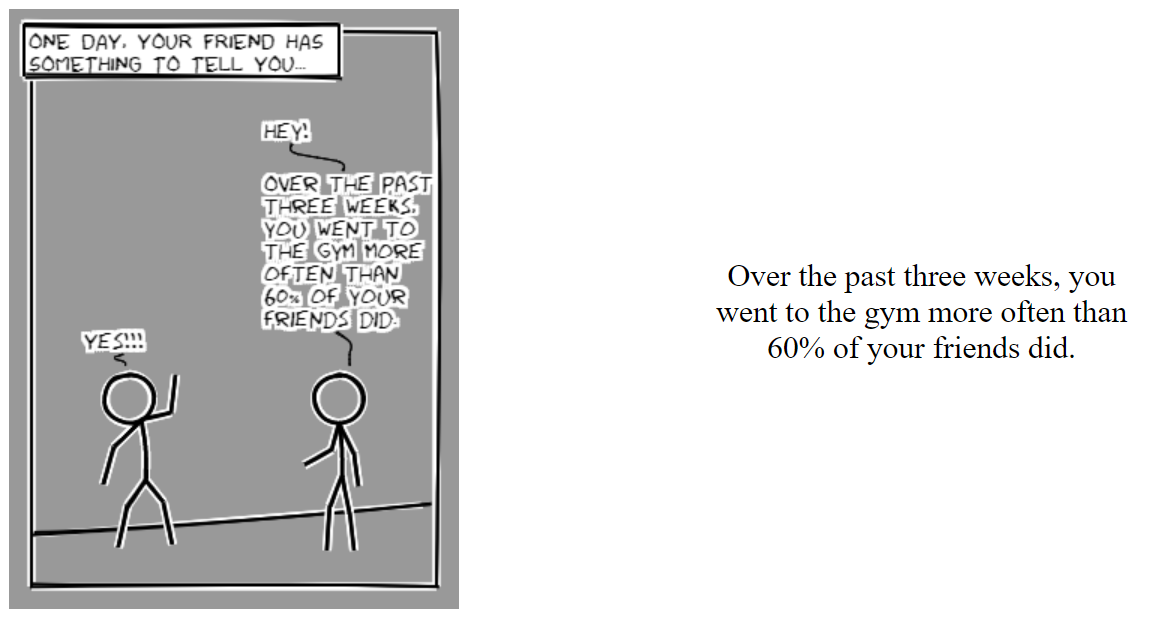 ONE DAY, YOUR FRIEND HAS
SOMETHING TO TELL YOU...
HEY!
OVER THE PAST
THREE WEEKS,
YOU WENT TO
THE GYM MORE
OFTEN THAN
60% OF YOUR
FRIENDS DID.
YES!!!
Over the past three weeks, you
went to the gym more often than
60% of your friends did.